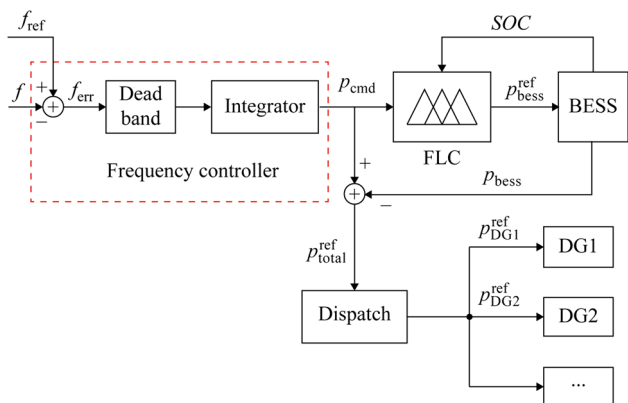 f_ref
SOC
f
+
−
+
f_err
Dead band
Integrator
p_cmd
p_bess^ref
BESS
FLC
Frequency controller
+
p_bess
+
−
p_total^ref
p_DG1^ref
DG1
Dispatch
p_DG2^ref
DG2
...